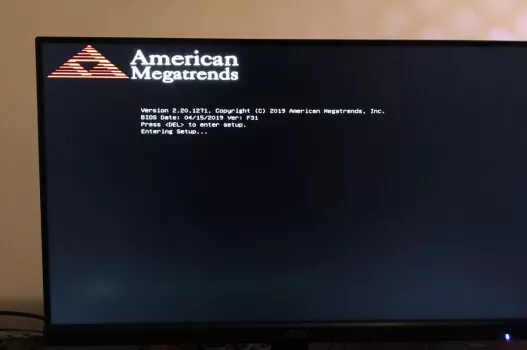 American
Megatrends
Version 2.20.1271. Copyright (C) 2019 American Megatrends, Inc.
BIOS Date: 04/15/2019 Ver: F31
Press <DEL> to enter setup.
Entering Setup...